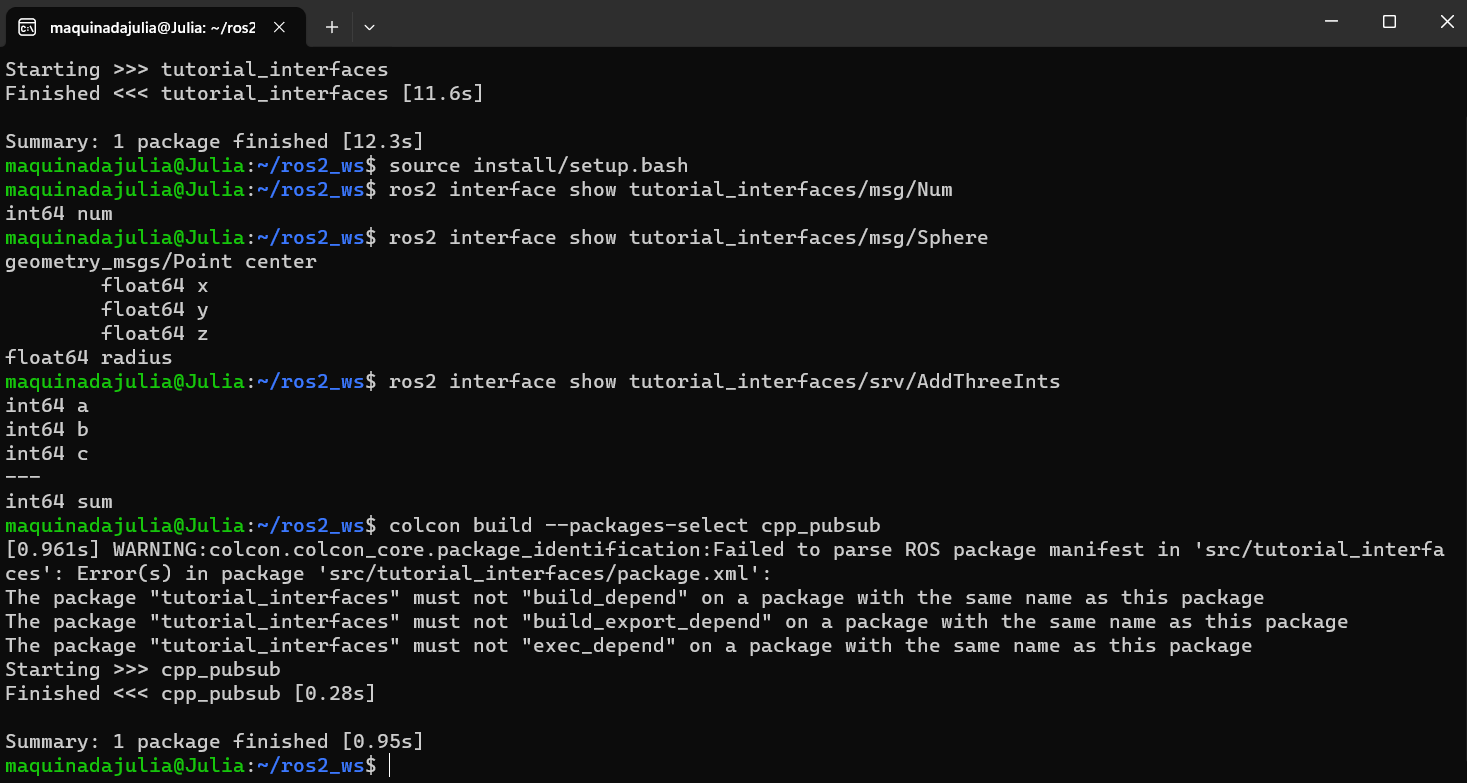 maquinadajulia@Julia: ~/ros2
Starting >>> tutorial_interfaces
Finished <<< tutorial_interfaces [11.6s]
Summary: 1 package finished [12.3s]
maquinadajulia@Julia:~/ros2_ws$ source install/setup.bash
maquinadajulia@Julia:~/ros2_ws$ ros2 interface show tutorial_interfaces/msg/Num
int64 num
maquinadajulia@Julia:~/ros2_ws$ ros2 interface show tutorial_interfaces/msg/Sphere
geometry_msgs/Point center
        float64 x
        float64 y
        float64 z
float64 radius
maquinadajulia@Julia:~/ros2_ws$ ros2 interface show tutorial_interfaces/srv/AddThreeInts
int64 a
int64 b
int64 c
---
int64 sum
maquinadajulia@Julia:~/ros2_ws$ colcon build --packages-select cpp_pubsub
[0.961s] WARNING:colcon.colcon_core.package_identification:Failed to parse ROS package manifest in 'src/tutorial_interfa
ces': Error(s) in package 'src/tutorial_interfaces/package.xml':
The package "tutorial_interfaces" must not "build_depend" on a package with the same name as this package
The package "tutorial_interfaces" must not "build_export_depend" on a package with the same name as this package
The package "tutorial_interfaces" must not "exec_depend" on a package with the same name as this package
Starting >>> cpp_pubsub
Finished <<< cpp_pubsub [0.28s]
Summary: 1 package finished [0.95s]
maquinadajulia@Julia:~/ros2_ws$